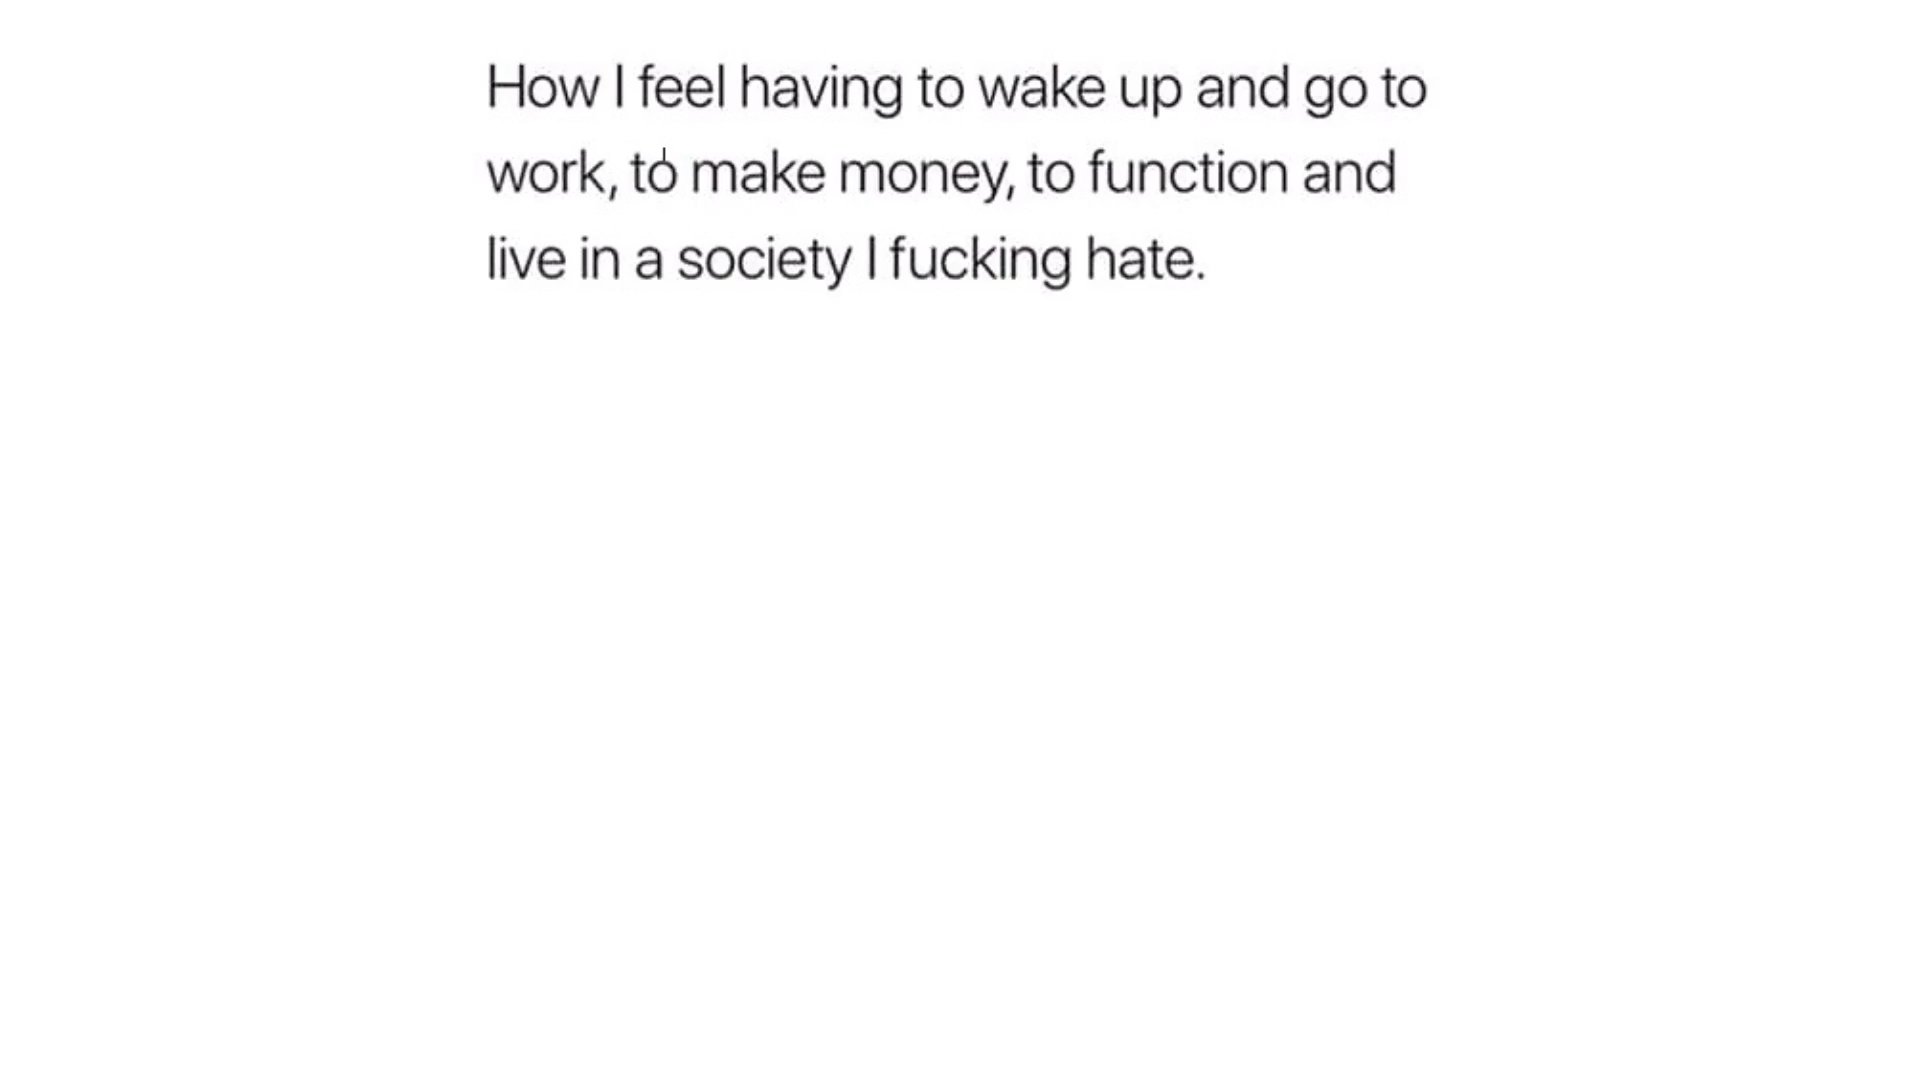 How I feel having to wake up and go to
work, to make money, to function and
live in a society I fucking hate.